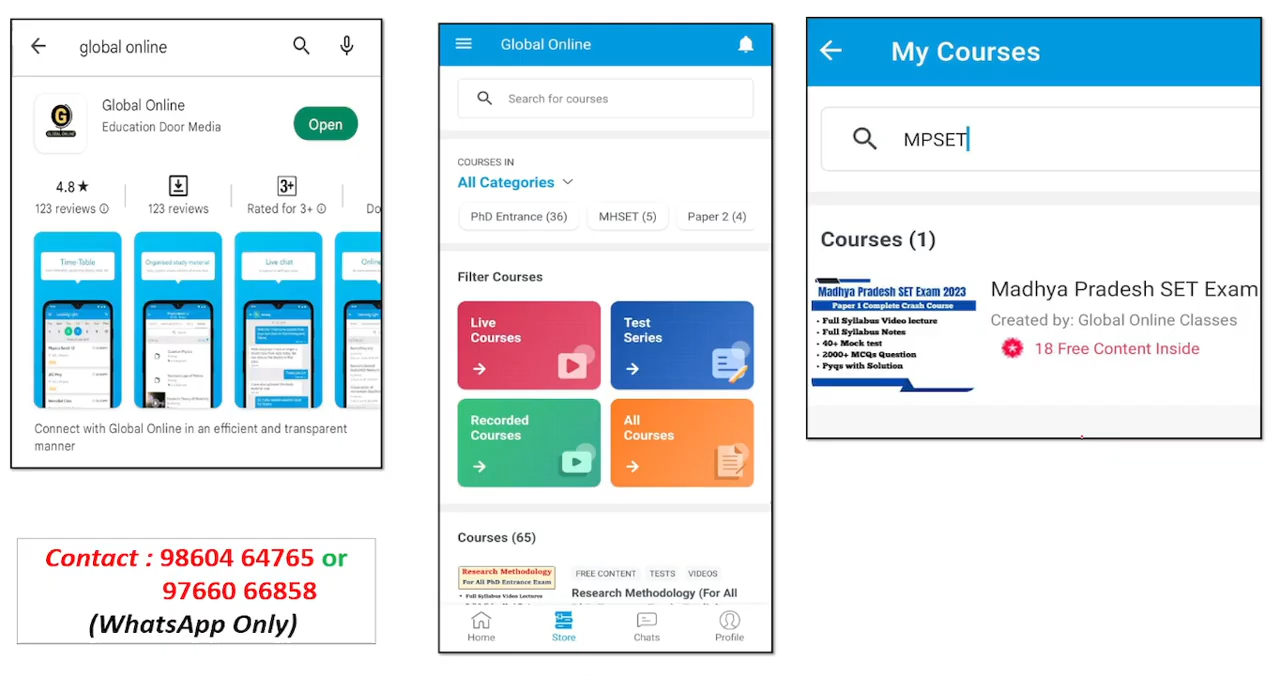 global online
Global Online
Education Door Media
Open
4.8★
123 reviews
123 reviews
3+
Rated for 3+
Do
Time Table
Organised study material
Live chat
Online
Connect with Global Online in an efficient and transparent
manner
Contact : 98604 64765 or
97660 66858
(WhatsApp Only)
Global Online
Search for courses
COURSES IN
All Categories
PhD Entrance (36)
MHSET (5)
Paper 2 (4)
Filter Courses
Live
Courses
Test
Series
Recorded
Courses
All
Courses
Courses (65)
Research Methodology
For All PhD Entrance Exam
• Full Syllabus Video Lectures
FREE CONTENT TESTS VIDEOS
Research Methodology (For All
Home
Store
Chats
Profile
My Courses
MPSET
Courses (1)
Madhya Pradesh SET Exam 2023
Paper 1 Complete Crash Course
• Full Syllabus Video lecture
• Full Syllabus Notes
• 40+ Mock test
• 2000+ MCQs Question
• Pyqs with Solution
Madhya Pradesh SET Exam
Created by: Global Online Classes
18 Free Content Inside